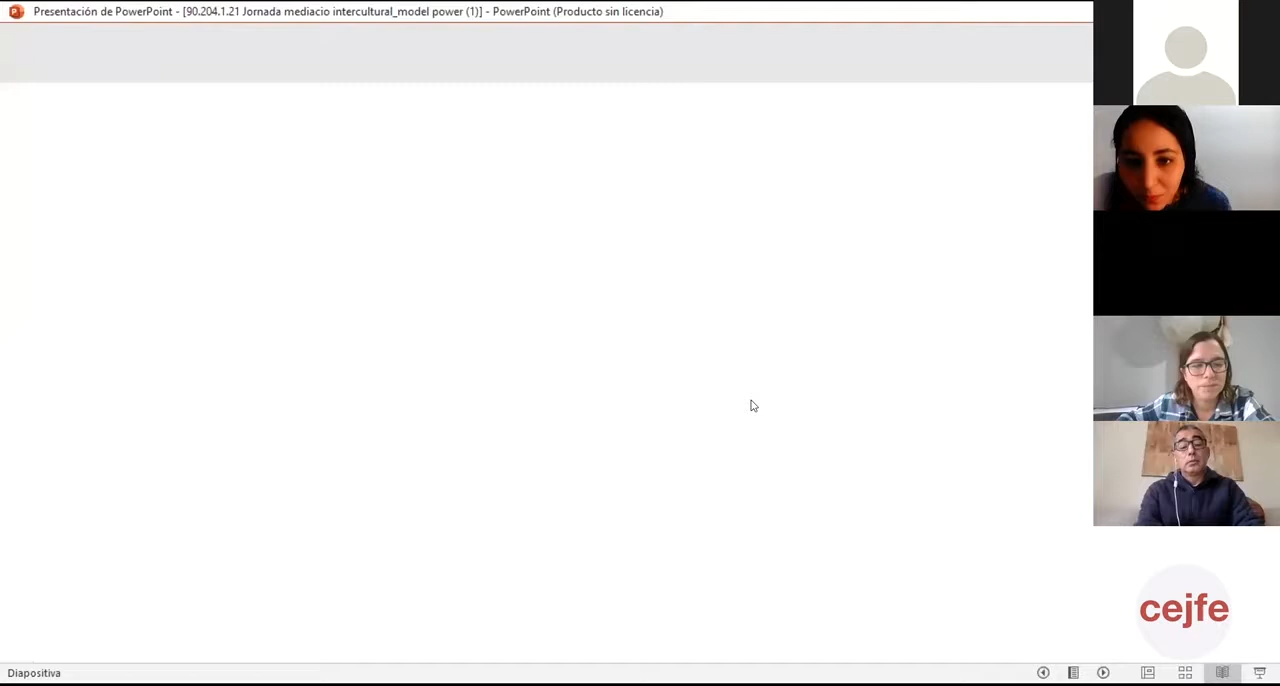 Presentación de PowerPoint - [90.204.1.21 Jornada mediacio intercultural_model power (1)] - PowerPoint (Producto sin licencia)
cejfe
Diapositiva